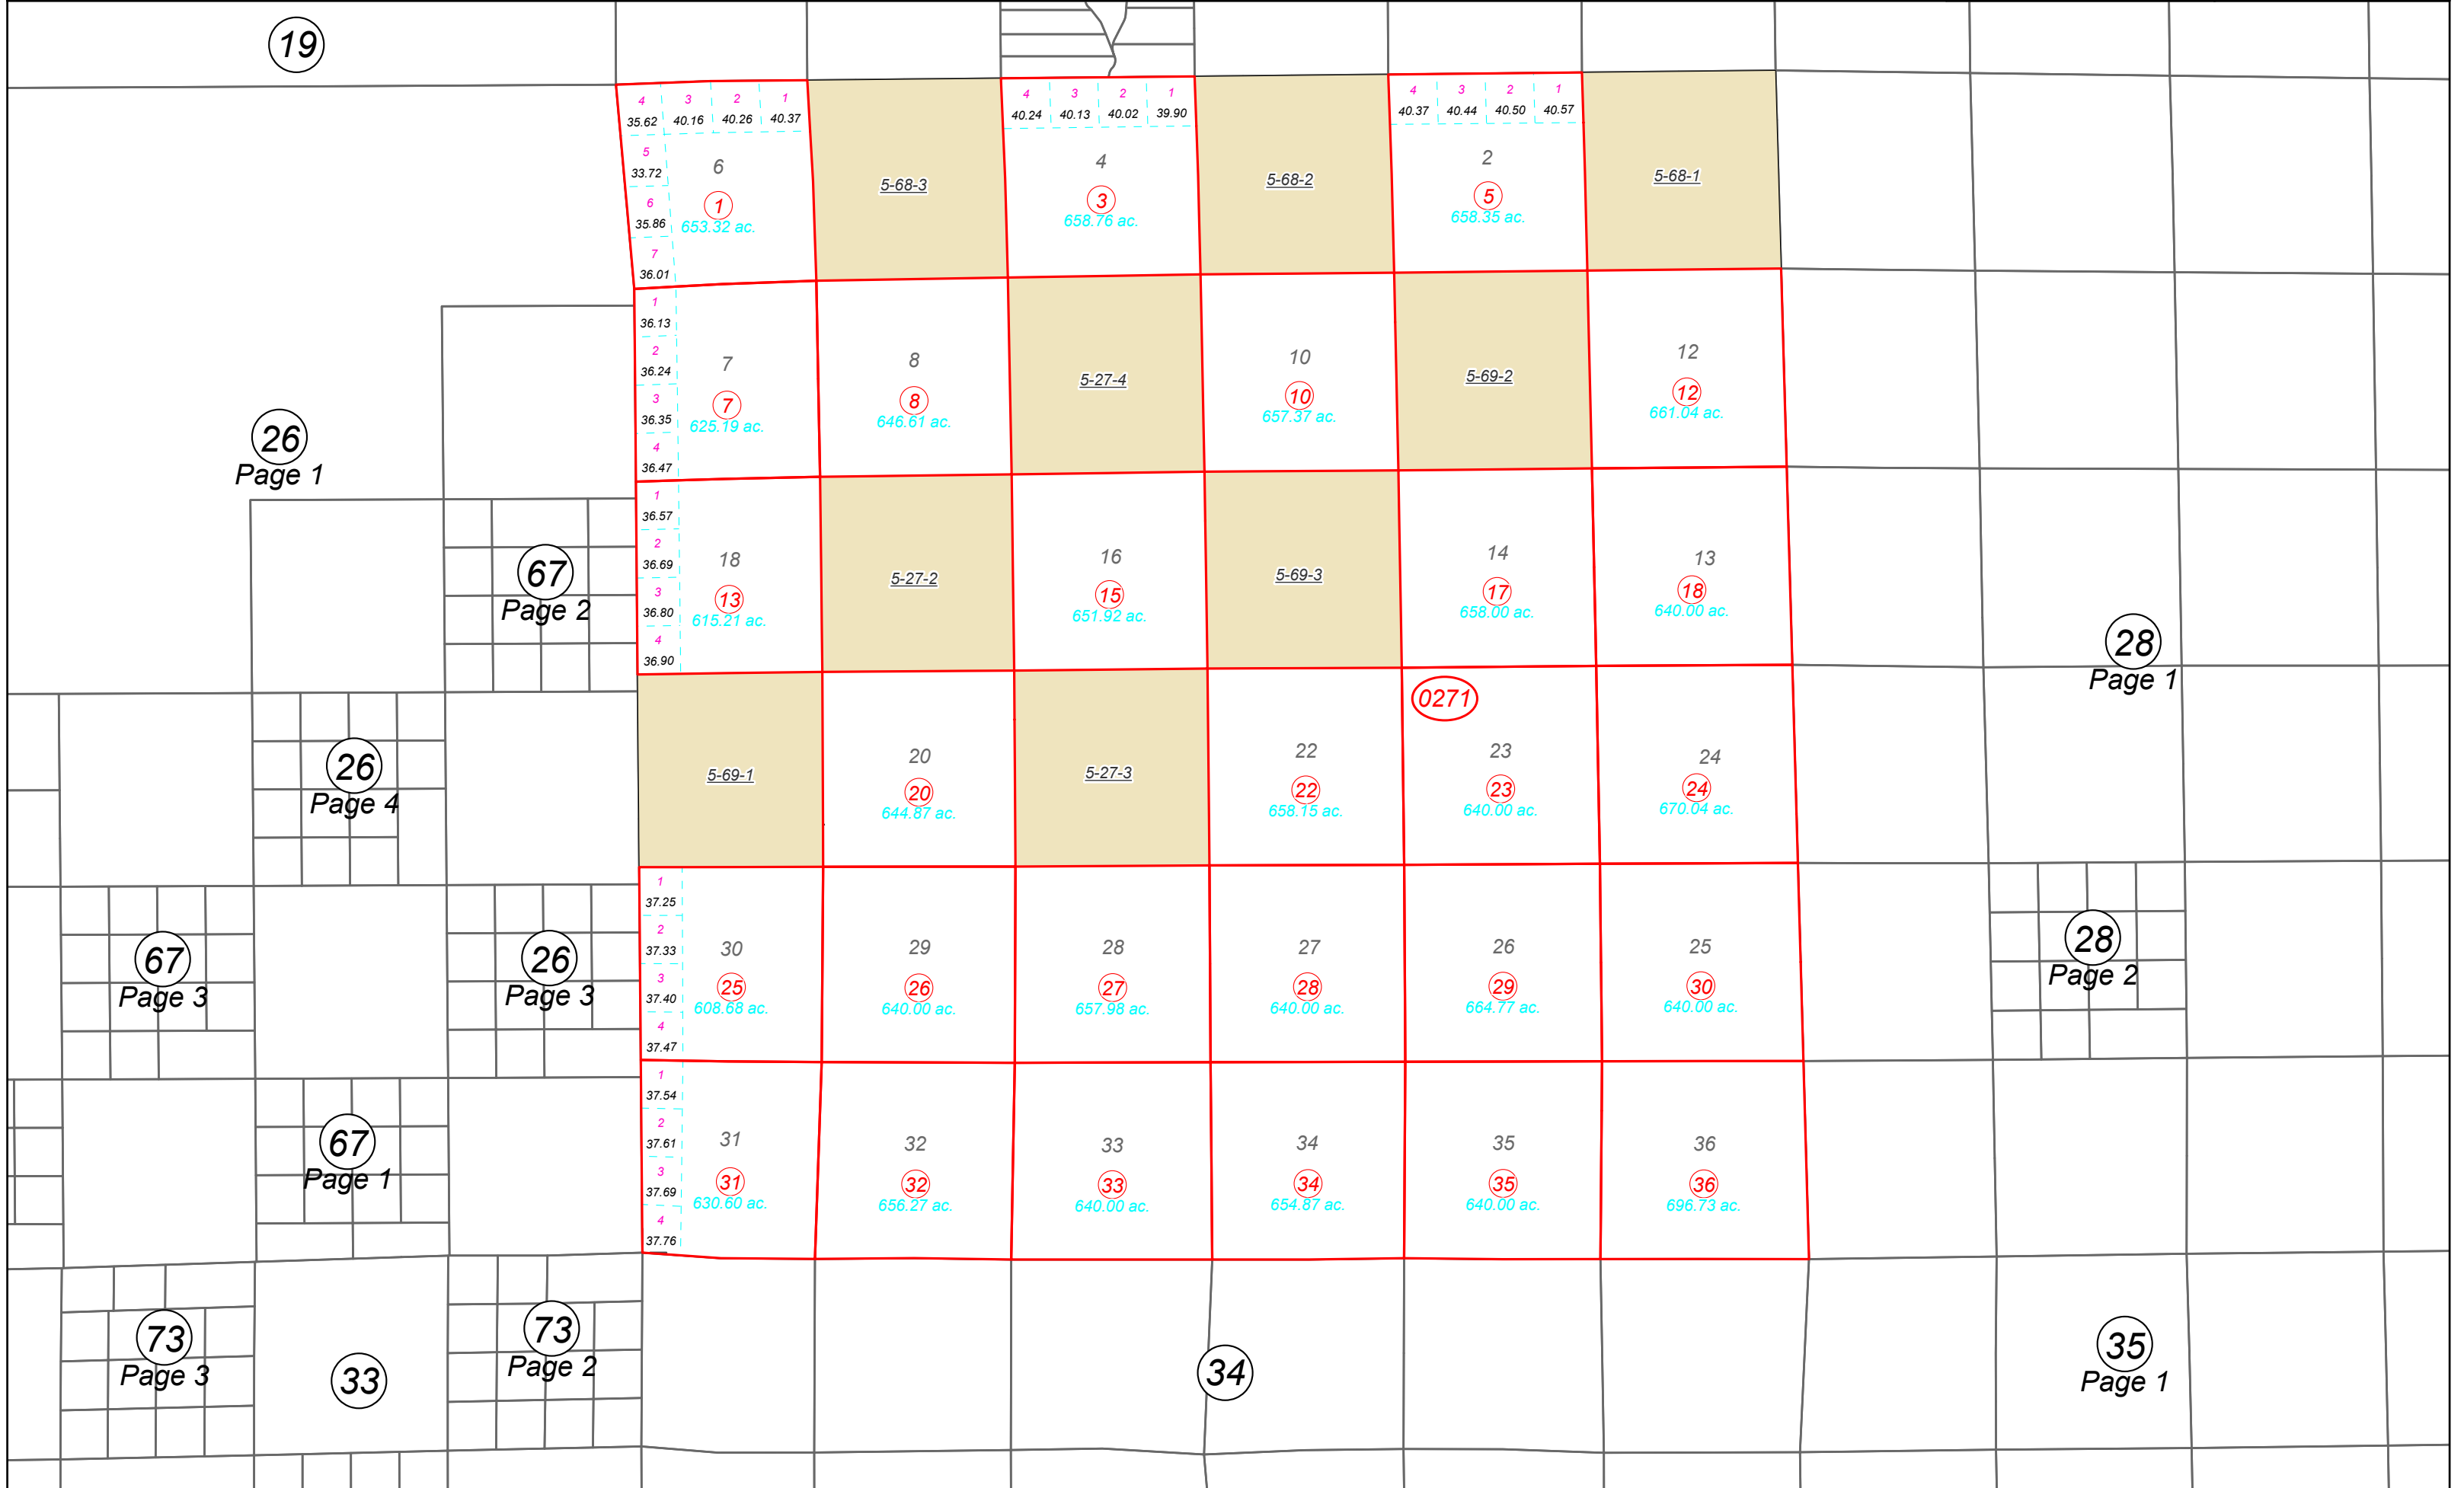 19
4 3 2 1
35.62 40.16 40.26 40.37
5
33.72
6
35.86
7
36.01
6
1
653.32 ac.
5-68-3
4 3 2 1
40.24 40.13 40.02 39.90
4
3
658.76 ac.
5-68-2
4 3 2 1
40.37 40.44 40.50 40.57
2
5
658.35 ac.
5-68-1
1
36.13
2
36.24
3
36.35
4
36.47
7
7
625.19 ac.
8
8
646.61 ac.
5-27-4
10
10
657.37 ac.
5-69-2
12
12
661.04 ac.
26
Page 1
1
36.57
2
36.69
3
36.80
4
36.90
18
13
615.21 ac.
5-27-2
16
15
651.92 ac.
5-69-3
14
17
658.00 ac.
13
18
640.00 ac.
67
Page 2
28
Page 1
5-69-1
20
20
644.87 ac.
5-27-3
22
22
658.15 ac.
0271
23
23
640.00 ac.
24
24
670.04 ac.
26
Page 4
1
37.25
2
37.33
3
37.40
4
37.47
30
25
608.68 ac.
29
26
640.00 ac.
28
27
657.98 ac.
27
28
640.00 ac.
26
29
664.77 ac.
25
30
640.00 ac.
67
Page 3
26
Page 3
28
Page 2
1
37.54
2
37.61
3
37.69
4
37.76
31
31
630.60 ac.
32
32
656.27 ac.
33
33
640.00 ac.
34
34
654.87 ac.
35
35
640.00 ac.
36
36
696.73 ac.
67
Page 1
73
Page 3
33
73
Page 2
34
35
Page 1